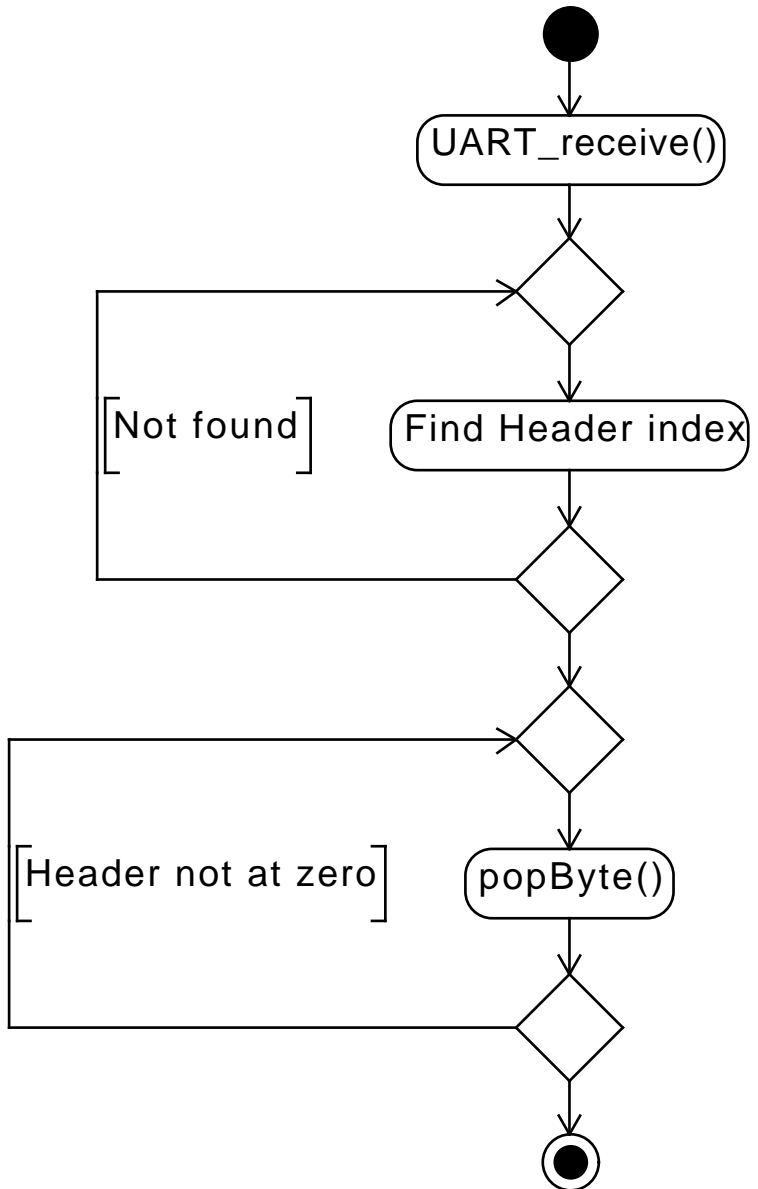 UART_receive()
[Not found]
Find Header index
[Header not at zero]
popByte()